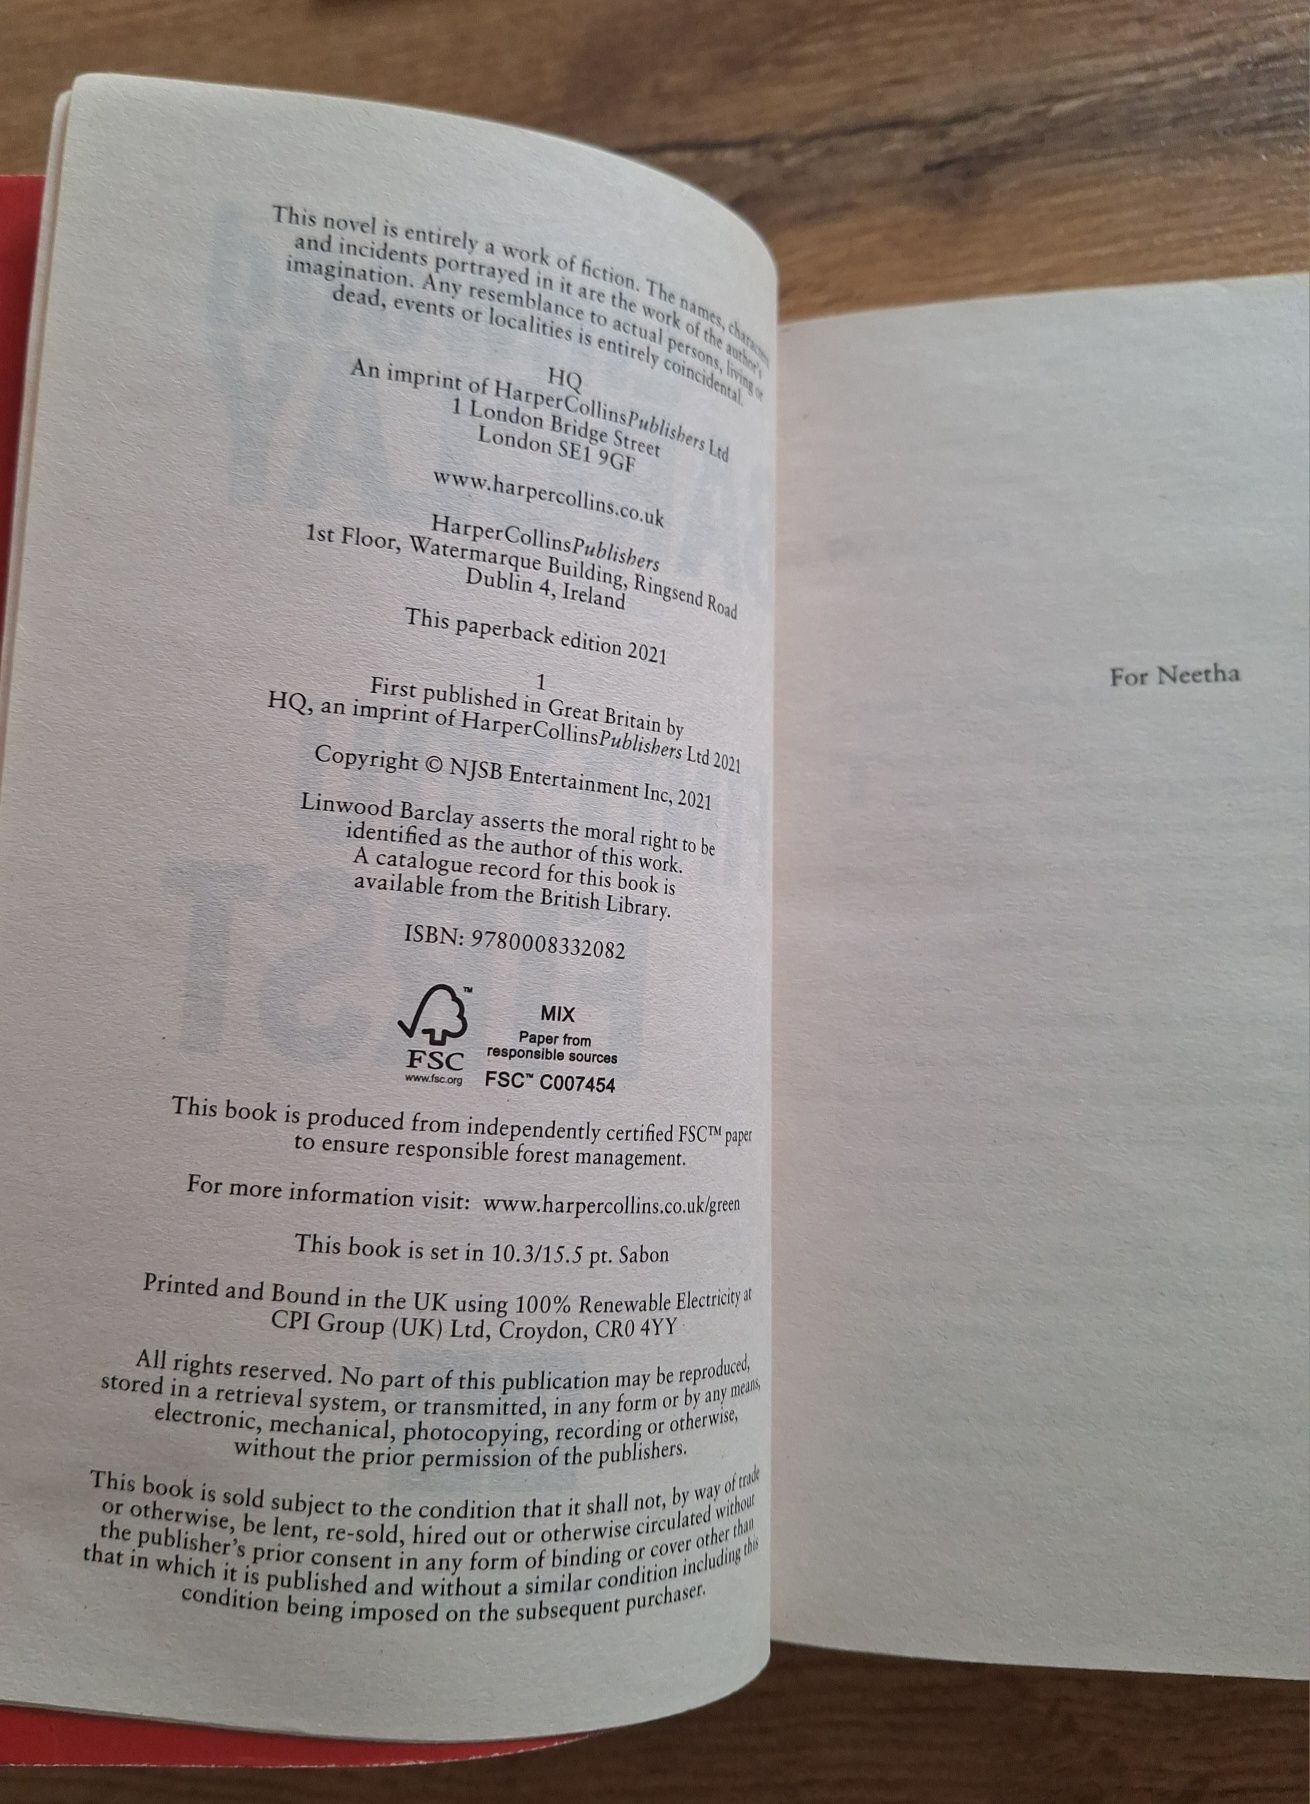 This novel is entirely a work of fiction. The names, characters
and incidents portrayed in it are the work of the author's
imagination. Any resemblance to actual persons, living or
dead, events or localities is entirely coincidental.
HQ
An imprint of HarperCollinsPublishers Ltd
1 London Bridge Street
London SE1 9GF
www.harpercollins.co.uk
HarperCollinsPublishers
1st Floor, Watermarque Building, Ringsend Road
Dublin 4, Ireland
This paperback edition 2021
1
First published in Great Britain by
HQ, an imprint of HarperCollinsPublishers Ltd 2021
Copyright © NJSB Entertainment Inc, 2021
Linwood Barclay asserts the moral right to be
identified as the author of this work.
A catalogue record for this book is
available from the British Library.
ISBN: 9780008332082
FSC™
www.fsc.org
MIX
Paper from
responsible sources
FSC™ C007454
This book is produced from independently certified FSC™ paper
to ensure responsible forest management.
For more information visit: www.harpercollins.co.uk/green
This book is set in 10.3/15.5 pt. Sabon
Printed and Bound in the UK using 100% Renewable Electricity at
CPI Group (UK) Ltd, Croydon, CR0 4YY
All rights reserved. No part of this publication may be reproduced,
stored in a retrieval system, or transmitted, in any form or by any means,
electronic, mechanical, photocopying, recording or otherwise,
without the prior permission of the publishers.
This book is sold subject to the condition that it shall not, by way of trade
or otherwise, be lent, re-sold, hired out or otherwise circulated without
the publisher's prior consent in any form of binding or cover other than
that in which it is published and without a similar condition including this
condition being imposed on the subsequent purchaser.
For Neetha